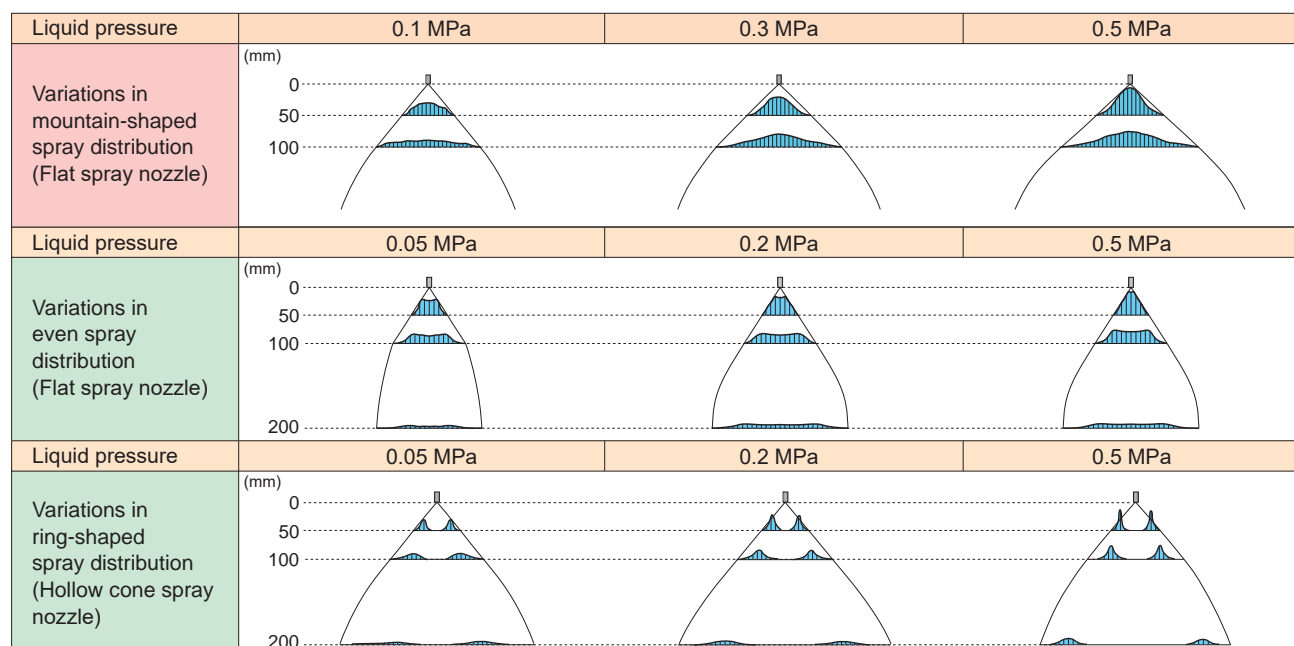 Liquid pressure 0.1 MPa 0.3 MPa 0.5 MPa
(mm)
Variations in
mountain-shaped
spray distribution
(Flat spray nozzle)
0
50
100
Liquid pressure 0.05 MPa 0.2 MPa 0.5 MPa
(mm)
Variations in
even spray
distribution
(Flat spray nozzle)
0
50
100
200
Liquid pressure 0.05 MPa 0.2 MPa 0.5 MPa
(mm)
Variations in
ring-shaped
spray distribution
(Hollow cone spray
nozzle)
0
50
100
200